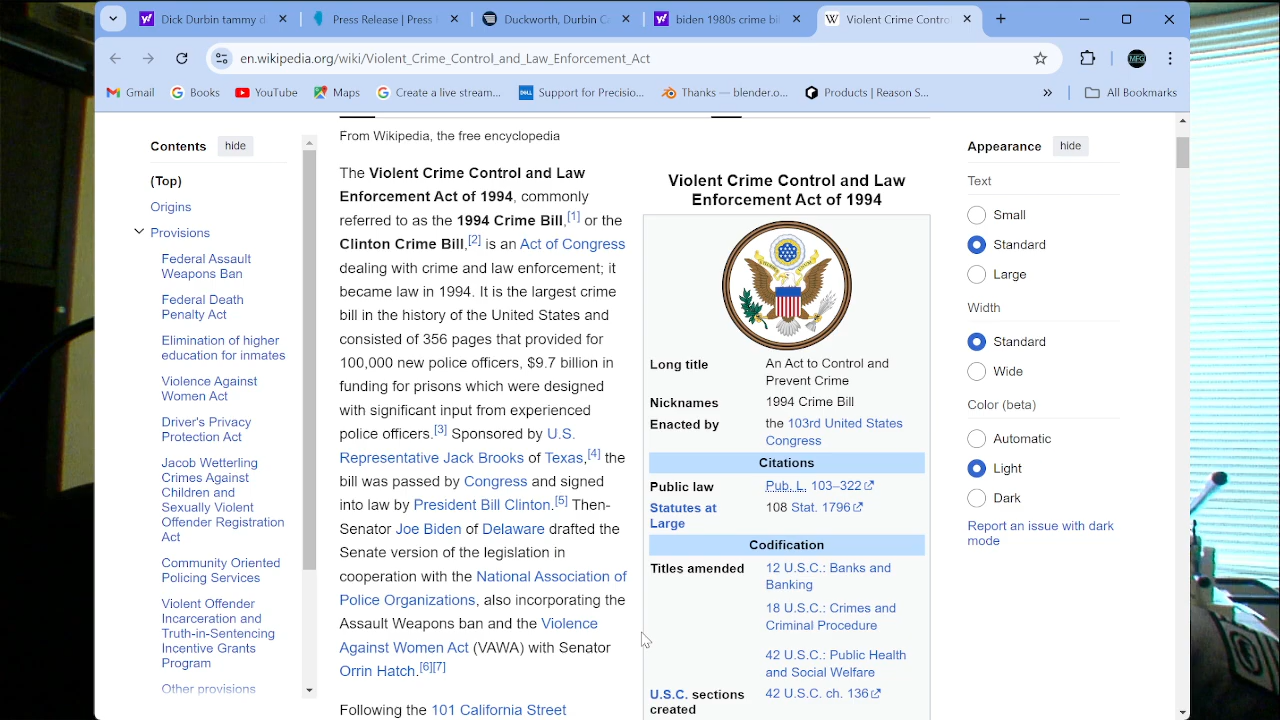 Dick Durbin tammy d
Press Release | Press
Duckworth, Durbin C
biden 1980s crime bi
Violent Crime Contro
en.wikipedia.org/wiki/Violent_Crime_Control_and_Law_Enforcement_Act
MFG
Gmail
Books
YouTube
Maps
Create a live stream...
Support for Precisio...
Thanks — blender.o...
Products | Reason S...
»
All Bookmarks
Contents hide
(Top)
Origins
Provisions
Federal Assault
Weapons Ban
Federal Death
Penalty Act
Elimination of higher
education for inmates
Violence Against
Women Act
Driver's Privacy
Protection Act
Jacob Wetterling
Crimes Against
Children and
Sexually Violent
Offender Registration
Act
Community Oriented
Policing Services
Violent Offender
Incarceration and
Truth-in-Sentencing
Incentive Grants
Program
Other provisions
From Wikipedia, the free encyclopedia
The Violent Crime Control and Law
Enforcement Act of 1994, commonly
referred to as the 1994 Crime Bill,[1] or the
Clinton Crime Bill,[2] is an Act of Congress
dealing with crime and law enforcement; it
became law in 1994. It is the largest crime
bill in the history of the United States and
consisted of 356 pages that provided for
100,000 new police officers, $9.7 billion in
funding for prisons which were designed
with significant input from experienced
police officers.[3] Sponsored by U.S.
Representative Jack Brooks of Texas,[4] the
bill was passed by Congress and signed
into law by President Bill Clinton.[5] Then-
Senator Joe Biden of Delaware drafted the
Senate version of the legislation in
cooperation with the National Association of
Police Organizations, also incorporating the
Assault Weapons ban and the Violence
Against Women Act (VAWA) with Senator
Orrin Hatch.[6][7]
Following the 101 California Street
Violent Crime Control and Law
Enforcement Act of 1994
Long title An Act to Control and
Prevent Crime
Nicknames 1994 Crime Bill
Enacted by the 103rd United States
Congress
Citations
Public law Pub. L. 103–322
Statutes at 108 Stat. 1796
Large
Codification
Titles amended 12 U.S.C.: Banks and
Banking
18 U.S.C.: Crimes and
Criminal Procedure
42 U.S.C.: Public Health
and Social Welfare
U.S.C. sections 42 U.S.C. ch. 136
created
Appearance hide
Text
Small
Standard
Large
Width
Standard
Wide
Color (beta)
Automatic
Light
Dark
Report an issue with dark
mode